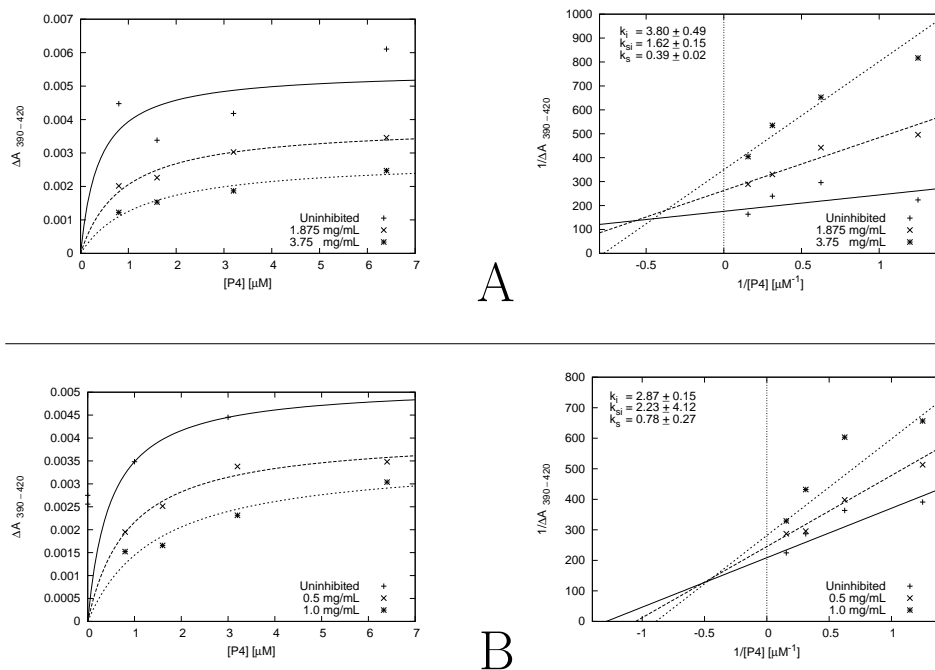 0.007
0.006
0.005
0.004
0.003
0.002
0.001
0
0 1 2 3 4 5 6 7
ΔA 390−420
[P4] [µM]
Uninhibited
1.875 mg/mL
3.75 mg/mL
1000
900
800
700
600
500
400
300
200
100
0
-0.5 0 0.5 1
1/ΔA 390−420
1/[P4] [µM-1]
ki = 3.80 ± 0.49
ksi = 1.62 ± 0.15
ks = 0.39 ± 0.02
Uninhibited
1.875 mg/mL
3.75 mg/mL
A
0.005
0.0045
0.004
0.0035
0.003
0.0025
0.002
0.0015
0.001
0.0005
0
0 1 2 3 4 5 6 7
ΔA 390−420
[P4] [µM]
Uninhibited
0.5 mg/mL
1.0 mg/mL
800
700
600
500
400
300
200
100
0
-1 -0.5 0 0.5 1
1/ΔA 390−420
1/[P4] [µM-1]
ki = 2.87 ± 0.15
ksi = 2.23 ± 4.12
ks = 0.78 ± 0.27
Uninhibited
0.5 mg/mL
1.0 mg/mL
B